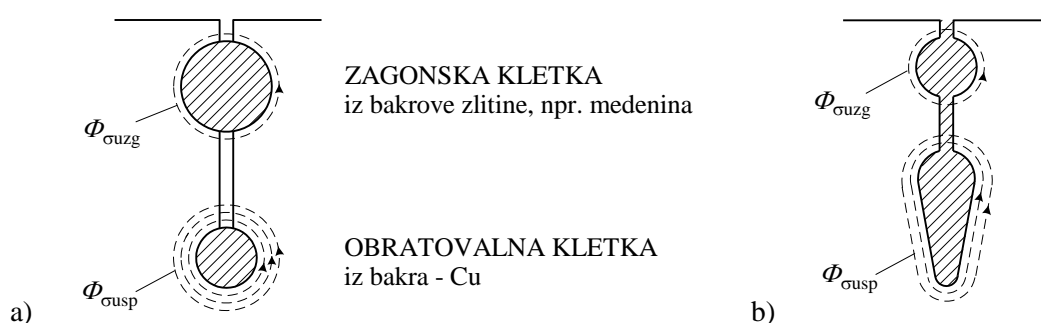 ZAGONSKA KLETKA
iz bakrove zlitine, npr. medenina
Φσuzg
Φσuzg
OBRATOVALNA KLETKA
iz bakra - Cu
Φσusp
Φσusp
a)
b)